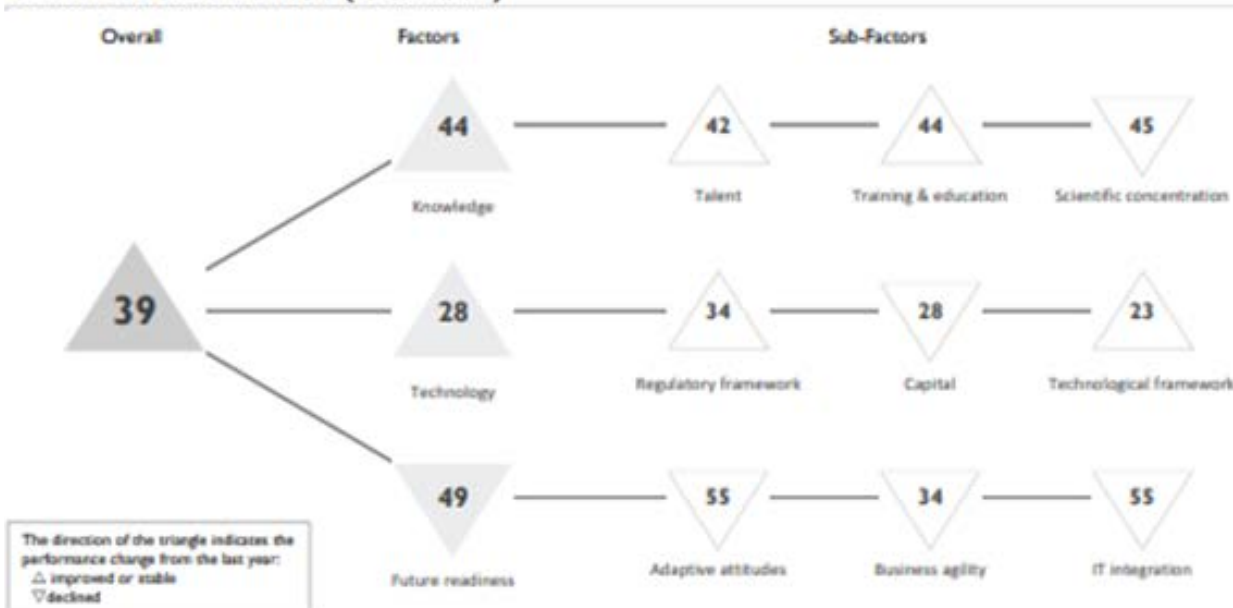 Overall Factors Sub-Factors
44 42 44 45
Knowledge Talent Training & education Scientific concentration
39 28 34 28 23
Technology Regulatory framework Capital Technological framework
49 55 34 55
Future readiness Adaptive attitudes Business agility IT integration
The direction of the triangle indicates the
performance change from the last year:
△ improved or stable
▽ declined